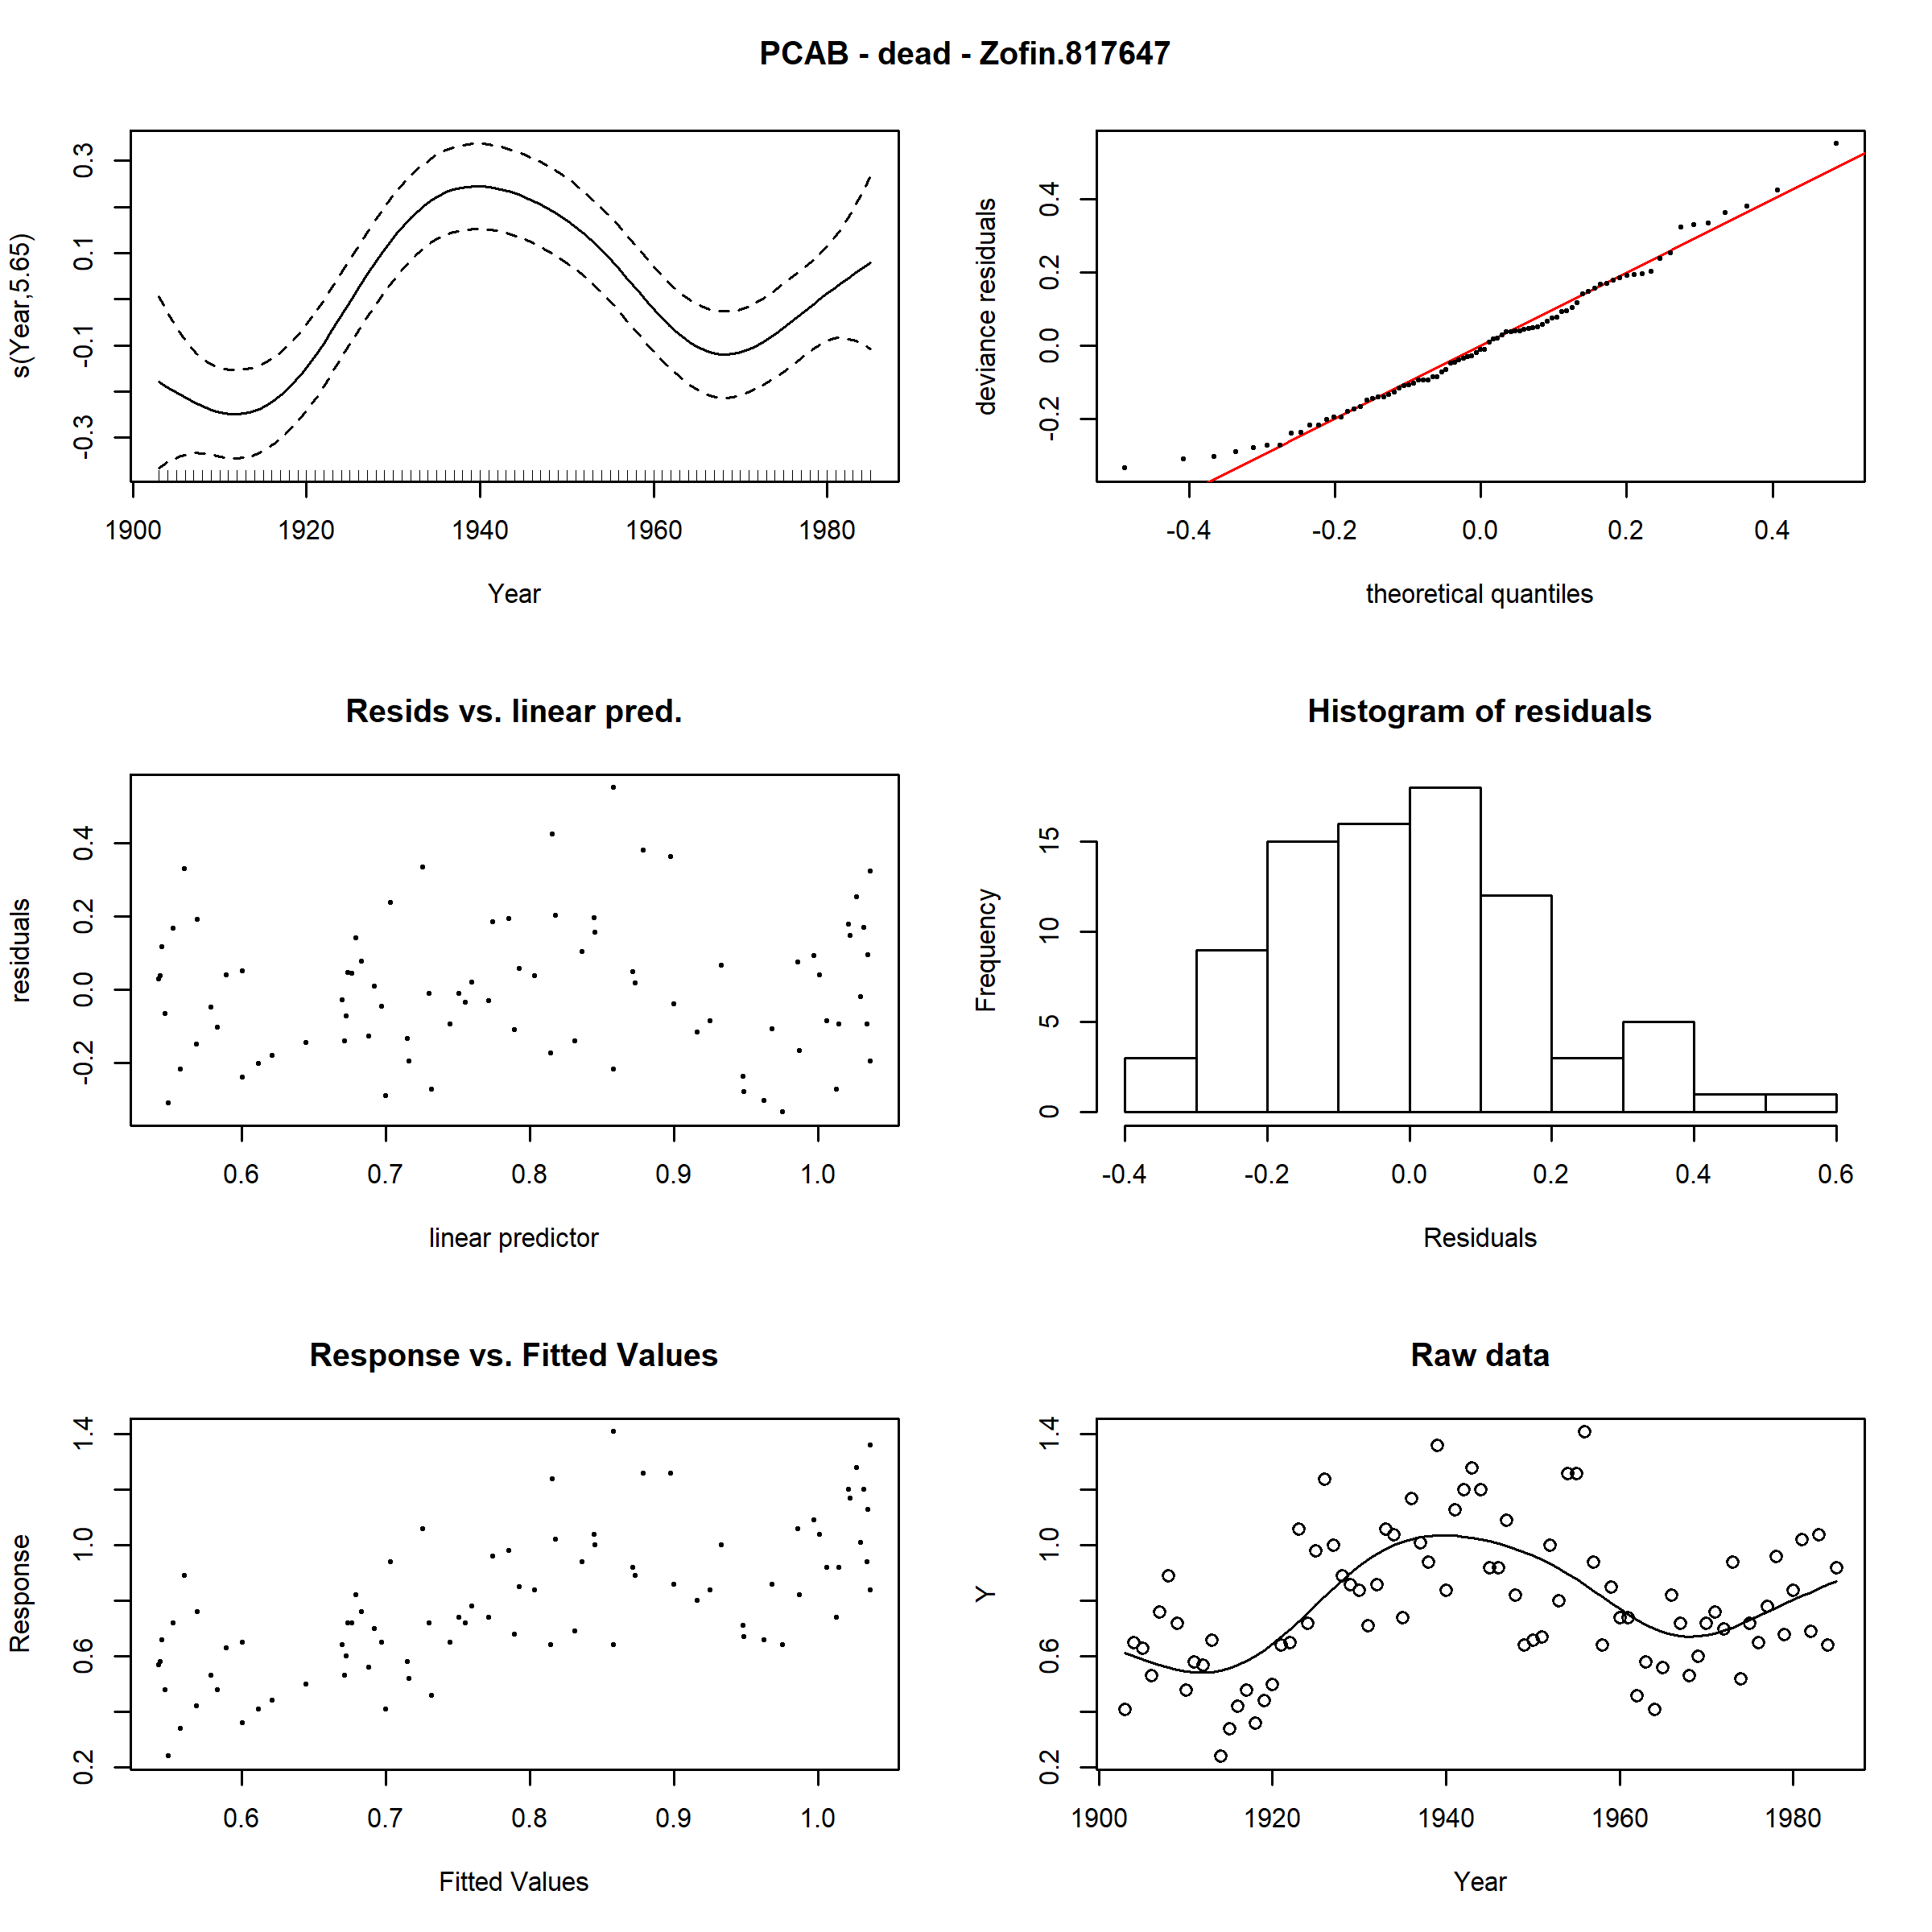 PCAB - dead - Zofin.817647
s(Year,5.65)
0.3
0.1
-0.1
-0.3
1900 1920 1940 1960 1980
Year
deviance residuals
0.4
0.2
0.0
-0.2
-0.4 -0.2 0.0 0.2 0.4
theoretical quantiles
Resids vs. linear pred.
residuals
0.4
0.2
0.0
-0.2
0.6 0.7 0.8 0.9 1.0
linear predictor
Histogram of residuals
Frequency
15
10
5
0
-0.4 -0.2 0.0 0.2 0.4 0.6
Residuals
Response vs. Fitted Values
Response
1.4
1.0
0.6
0.2
0.6 0.7 0.8 0.9 1.0
Fitted Values
Raw data
Y
1.4
1.0
0.6
0.2
1900 1920 1940 1960 1980
Year